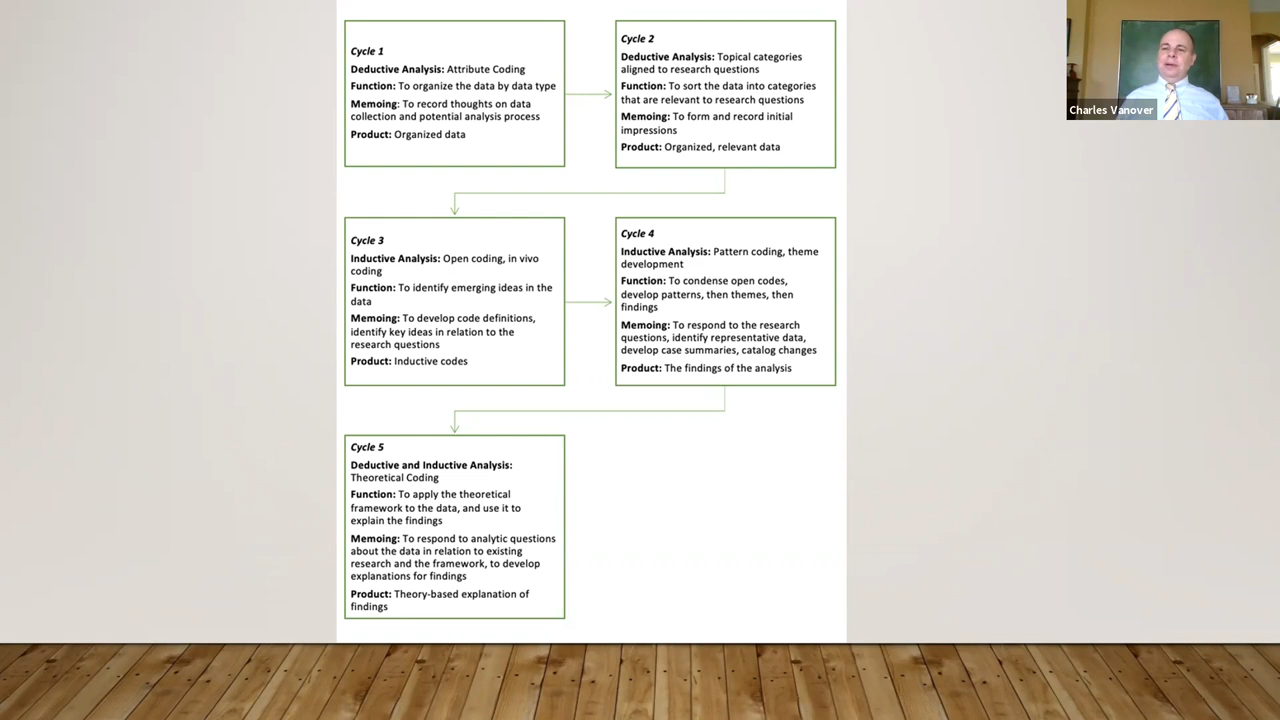 Cycle 1
Deductive Analysis: Attribute Coding
Function: To organize the data by data type
Memoing: To record thoughts on data
collection and potential analysis process
Product: Organized data
Cycle 2
Deductive Analysis: Topical categories
aligned to research questions
Function: To sort the data into categories
that are relevant to research questions
Memoing: To form and record initial
impressions
Product: Organized, relevant data
Cycle 3
Inductive Analysis: Open coding, in vivo
coding
Function: To identify emerging ideas in the
data
Memoing: To develop code definitions,
identify key ideas in relation to the
research questions
Product: Inductive codes
Cycle 4
Inductive Analysis: Pattern coding, theme
development
Function: To condense open codes,
develop patterns, then themes, then
findings
Memoing: To respond to the research
questions, identify representative data,
develop case summaries, catalog changes
Product: The findings of the analysis
Cycle 5
Deductive and Inductive Analysis:
Theoretical Coding
Function: To apply the theoretical
framework to the data, and use it to
explain the findings
Memoing: To respond to analytic questions
about the data in relation to existing
research and the framework, to develop
explanations for findings
Product: Theory-based explanation of
findings
Charles Vanover